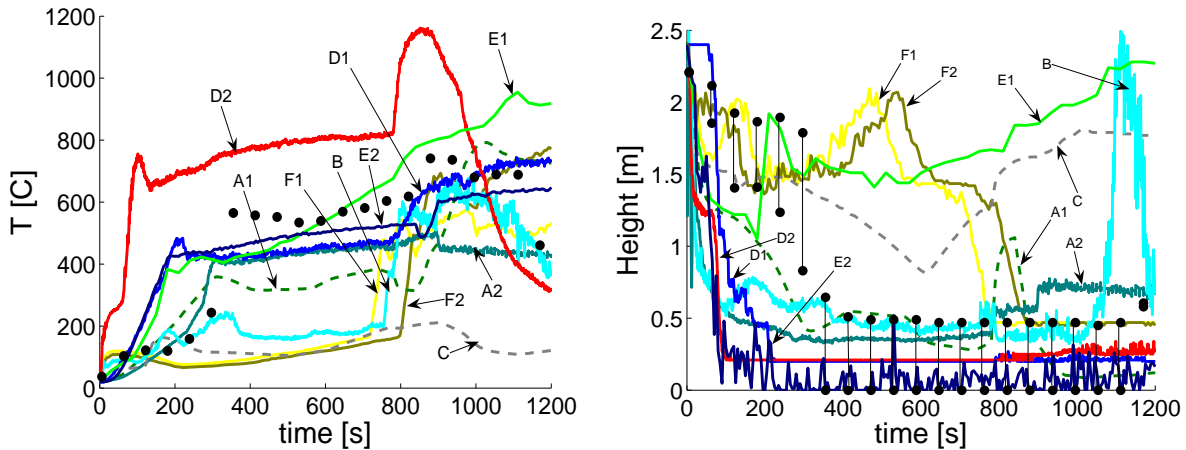 1200
1000
800
600
400
200
0
T [C]
0 200 400 600 800 1000 1200
time [s]
D2
A1
F1
B
E2
D1
E1
F2
A2
C
2.5
2
1.5
1
0.5
0
Height [m]
0 200 400 600 800 1000 1200
time [s]
F1
F2
E1
B
C
A1
A2
D2
D1
E2